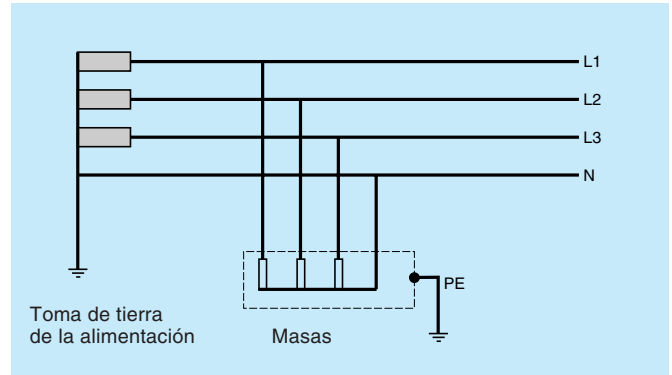 L1
L2
L3
N
PE
Toma de tierra
de la alimentación
Masas